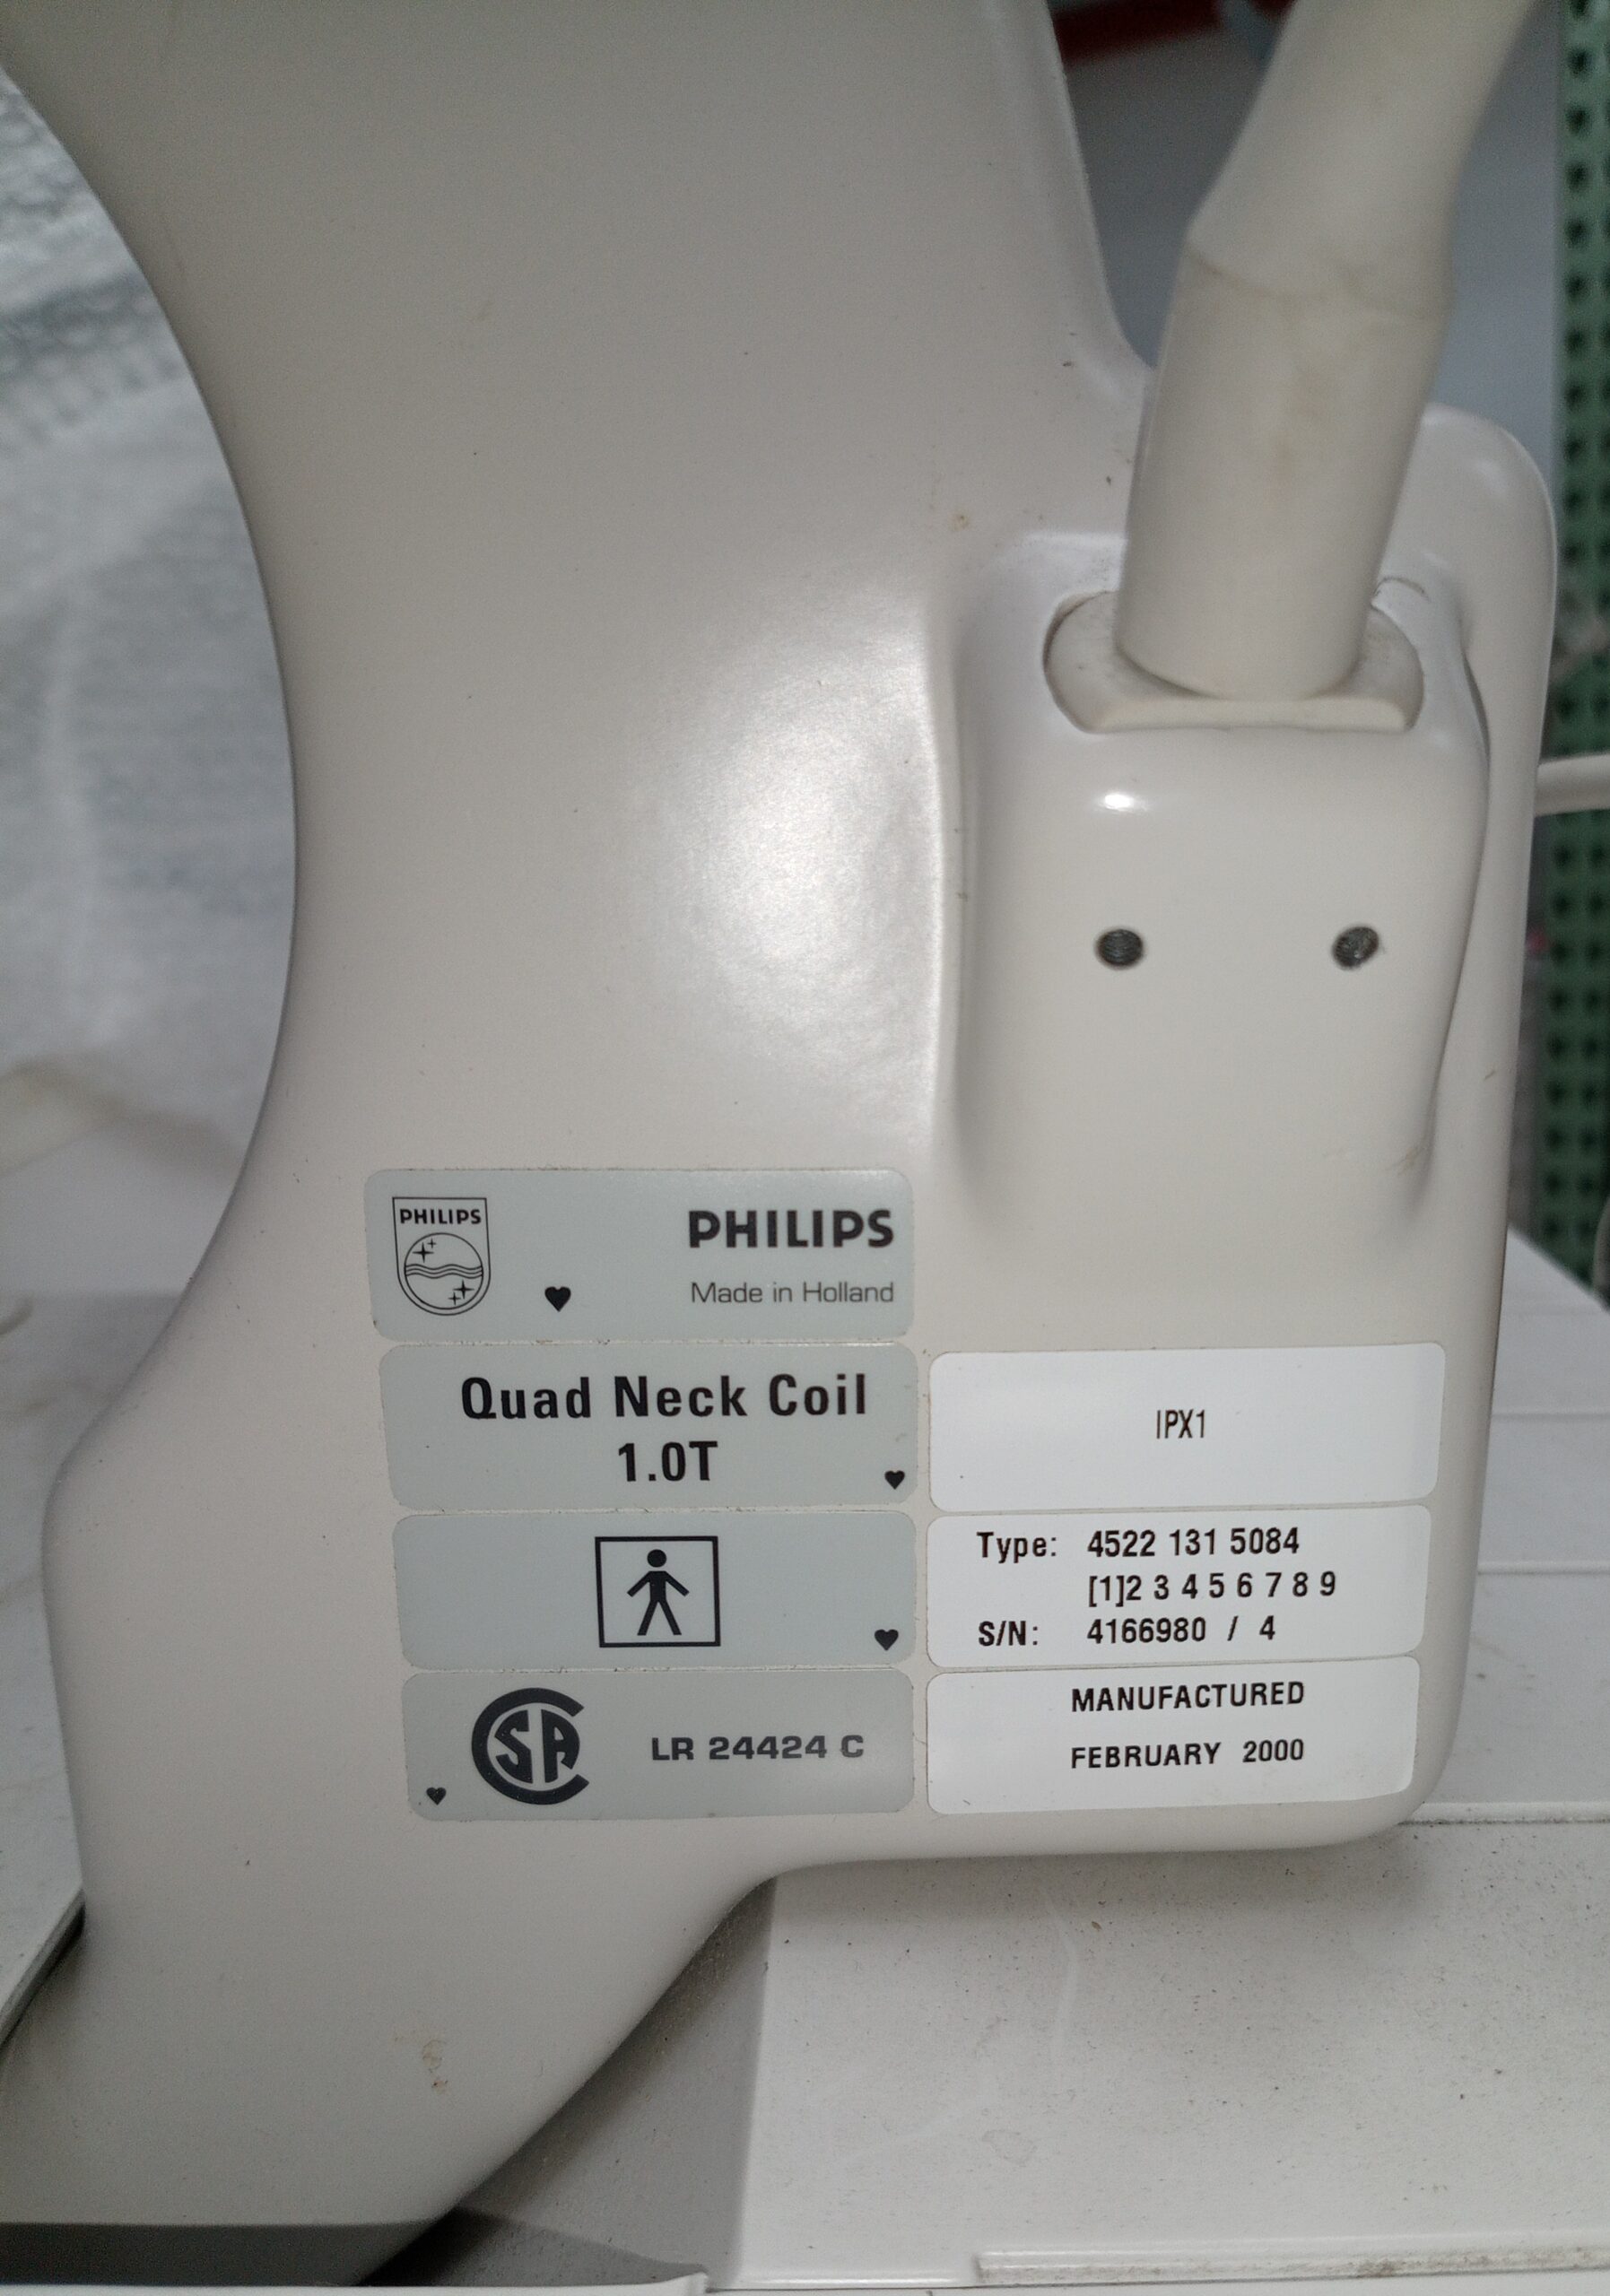 PHILIPS
PHILIPS
Made in Holland
Quad Neck Coil
1.0T
IPX1
Type: 4522 131 5084
[1]2 3 4 5 6 7 8 9
S/N: 4166980 / 4
CSA
LR 24424 C
MANUFACTURED
FEBRUARY 2000